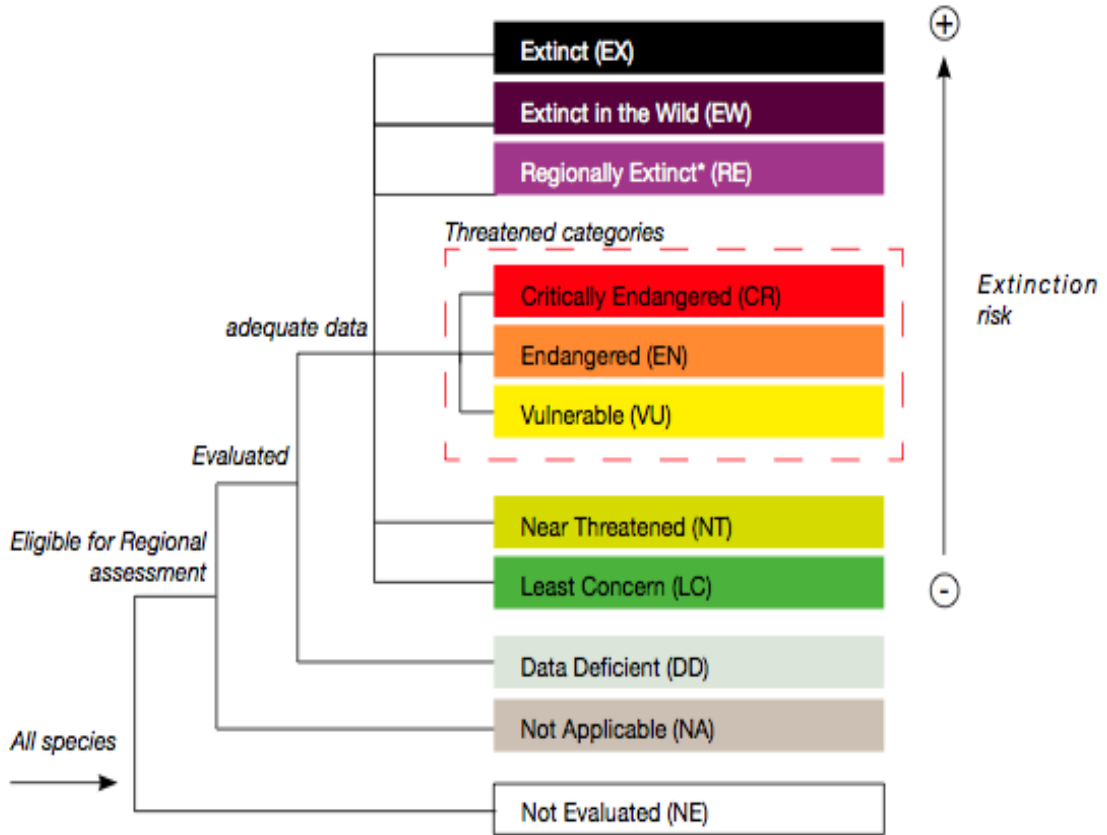 Extinct (EX)
Extinct in the Wild (EW)
Regionally Extinct* (RE)
Threatened categories
Critically Endangered (CR)
adequate data
Endangered (EN)
Vulnerable (VU)
Evaluated
Near Threatened (NT)
Eligible for Regional
assessment
Least Concern (LC)
Data Deficient (DD)
Not Applicable (NA)
All species
Not Evaluated (NE)
+
Extinction
risk
-